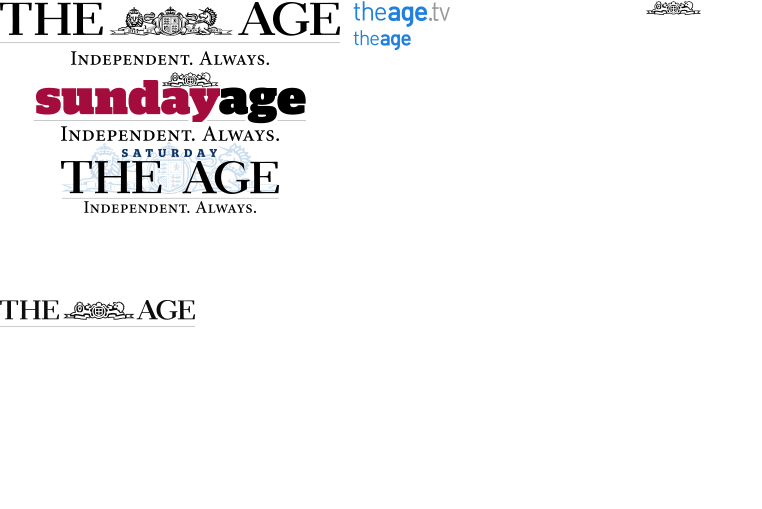 THE AGE
INDEPENDENT. ALWAYS.
sundayage
INDEPENDENT. ALWAYS.
SATURDAY
THE AGE
INDEPENDENT. ALWAYS.
THE AGE
theage.tv
theage